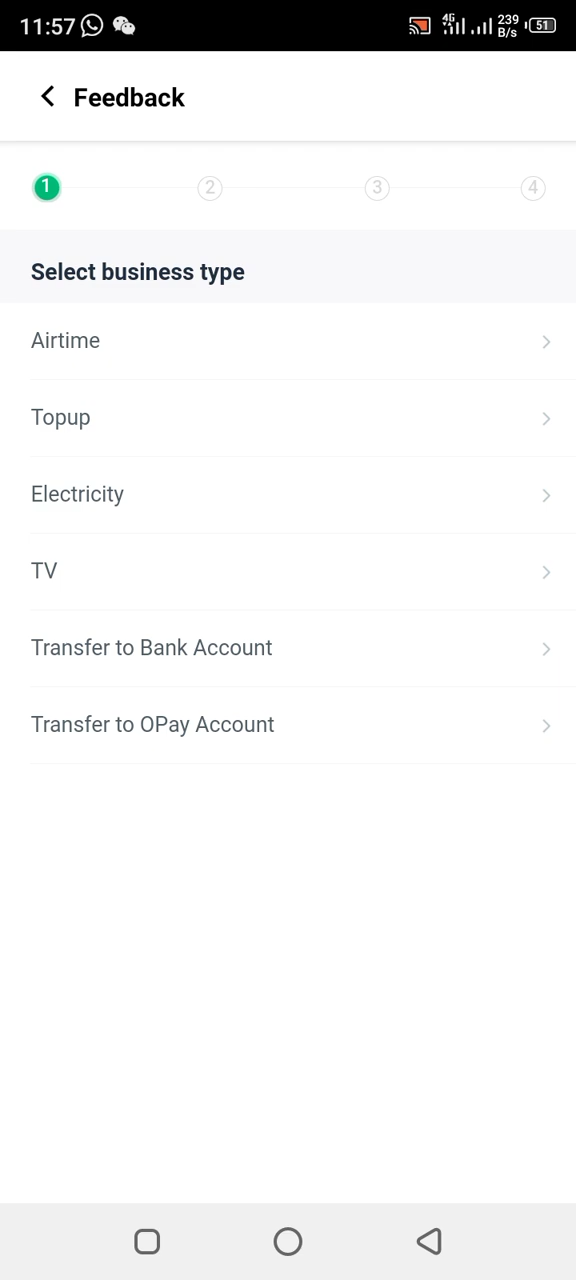 11:57 4G 239 B/s 51
Feedback
1 2 3 4
Select business type
Airtime
Topup
Electricity
TV
Transfer to Bank Account
Transfer to OPay Account